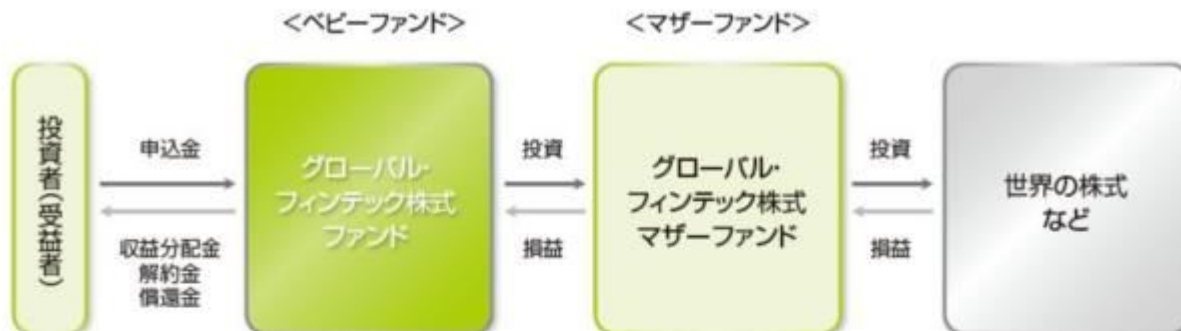 ＜ベビーファンド＞
＜マザーファンド＞
投資者(受益者)
申込金
収益分配金
解約金
償還金
グローバル・
フィンテック株式
ファンド
投資
損益
グローバル・
フィンテック株式
マザーファンド
投資
損益
世界の株式
など